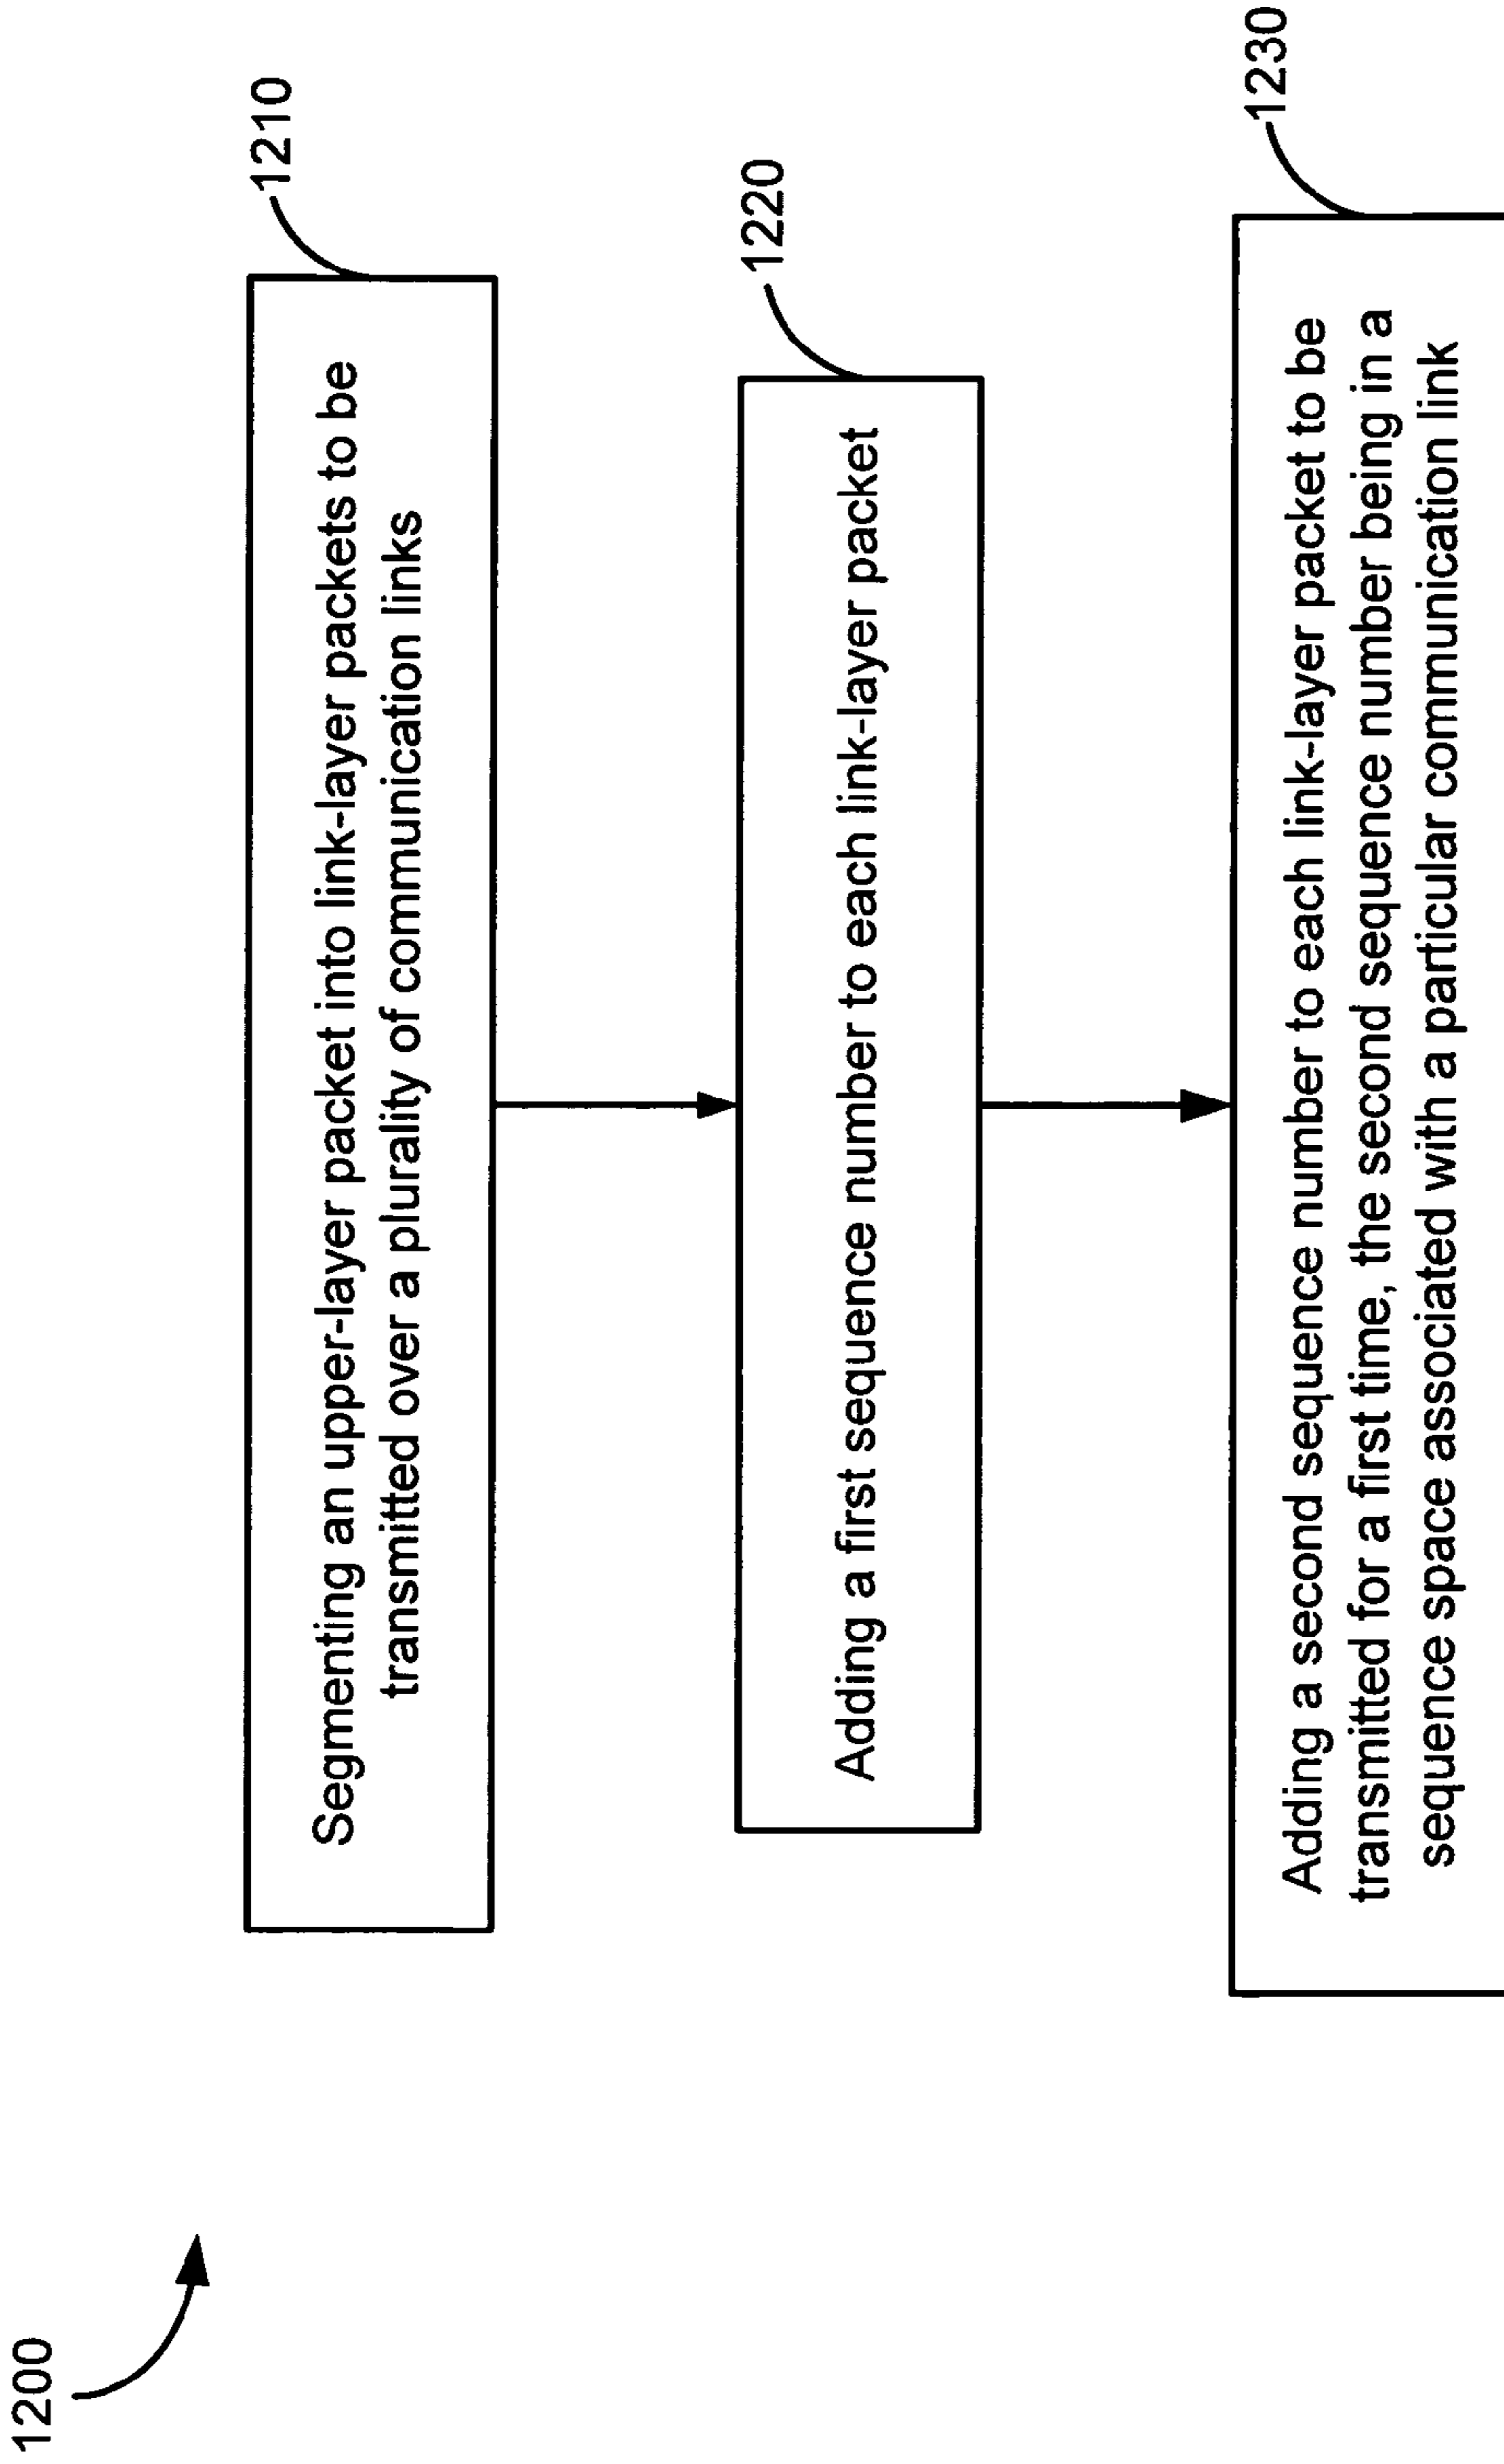 1200
1210
Segmenting an upper-layer packet into link-layer packets to be
transmitted over a plurality of communication links
1220
Adding a first sequence number to each link-layer packet
1230
Adding a second sequence number to each link-layer packet to be
transmitted for a first time, the second sequence number being in a
sequence space associated with a particular communication link